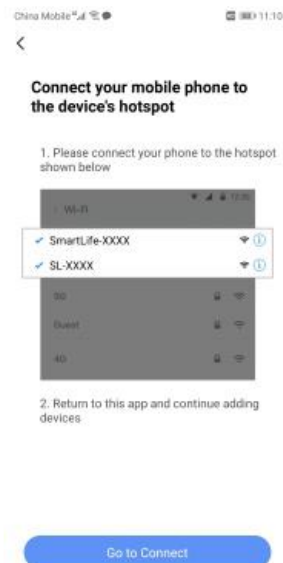 China Mobile 11:10
Connect your mobile phone to
the device's hotspot
1. Please connect your phone to the hotspot
shown below
Wi-Fi
SmartLife-XXXX
SL-XXXX
5G
Guest
4G
2. Return to this app and continue adding
devices
Go to Connect